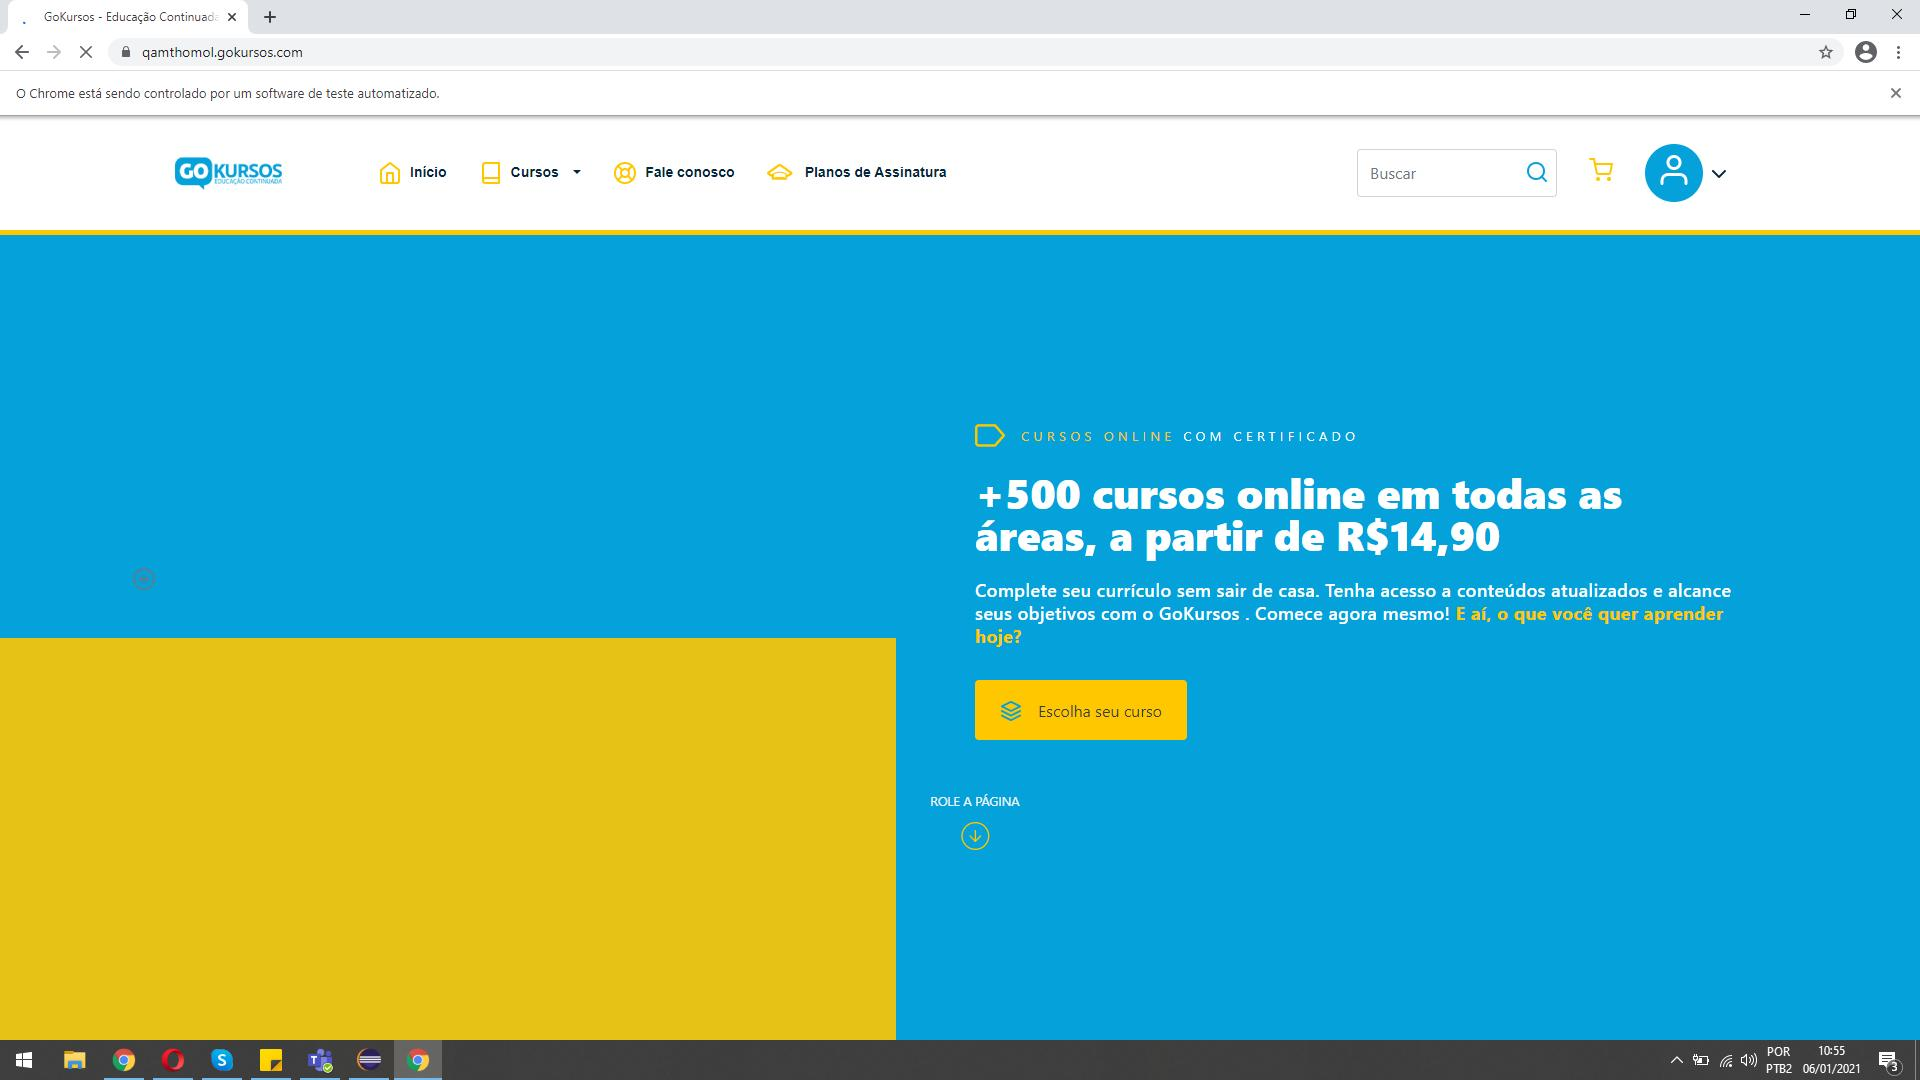 GoKursos - Educação Continuada
qamthomol.gokursos.com
O Chrome está sendo controlado por um software de teste automatizado.
GO KURSOS
EDUCAÇÃO CONTINUADA
Início
Cursos
Fale conosco
Planos de Assinatura
Buscar
CURSOS ONLINE COM CERTIFICADO
+500 cursos online em todas as
áreas, a partir de R$14,90
Complete seu currículo sem sair de casa. Tenha acesso a conteúdos atualizados e alcance
seus objetivos com o GoKursos . Comece agora mesmo! E aí, o que você quer aprender
hoje?
Escolha seu curso
ROLE A PÁGINA
POR
PTB2
10:55
06/01/2021
3